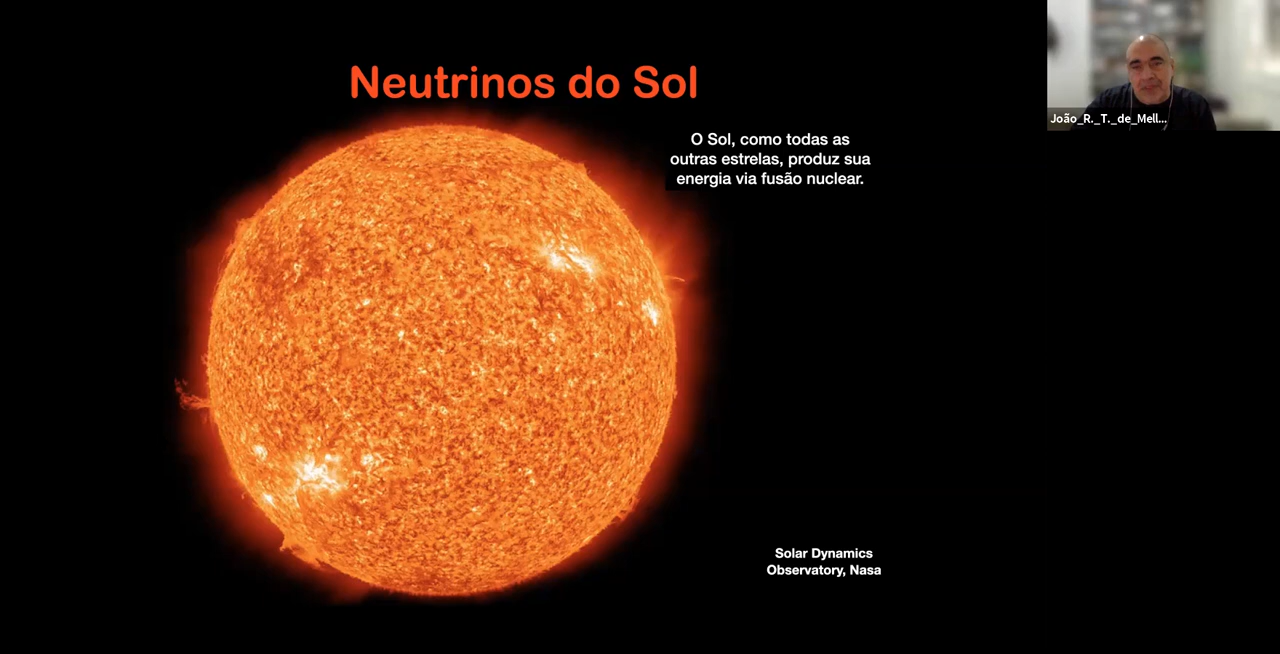 Neutrinos do Sol
João_R._T._de_Mell...
O Sol, como todas as
outras estrelas, produz sua
energia via fusão nuclear.
Solar Dynamics
Observatory, Nasa